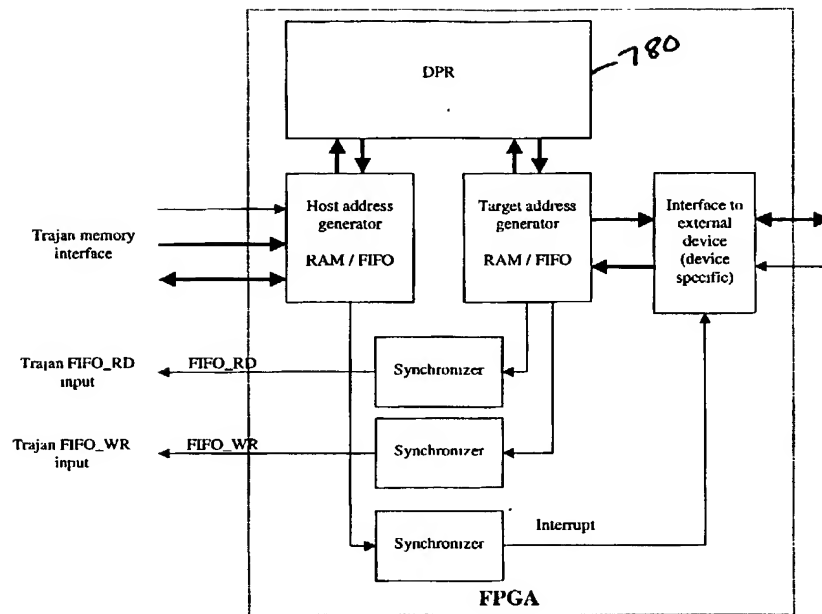 780
DPR
Host address
generator
RAM / FIFO
Target address
generator
RAM / FIFO
Interface to
external
device
(device
specific)
Trajan memory
interface
Trajan FIFO_RD
input
FIFO_RD
Synchronizer
Trajan FIFO_WR
input
FIFO_WR
Synchronizer
Synchronizer
Interrupt
FPGA